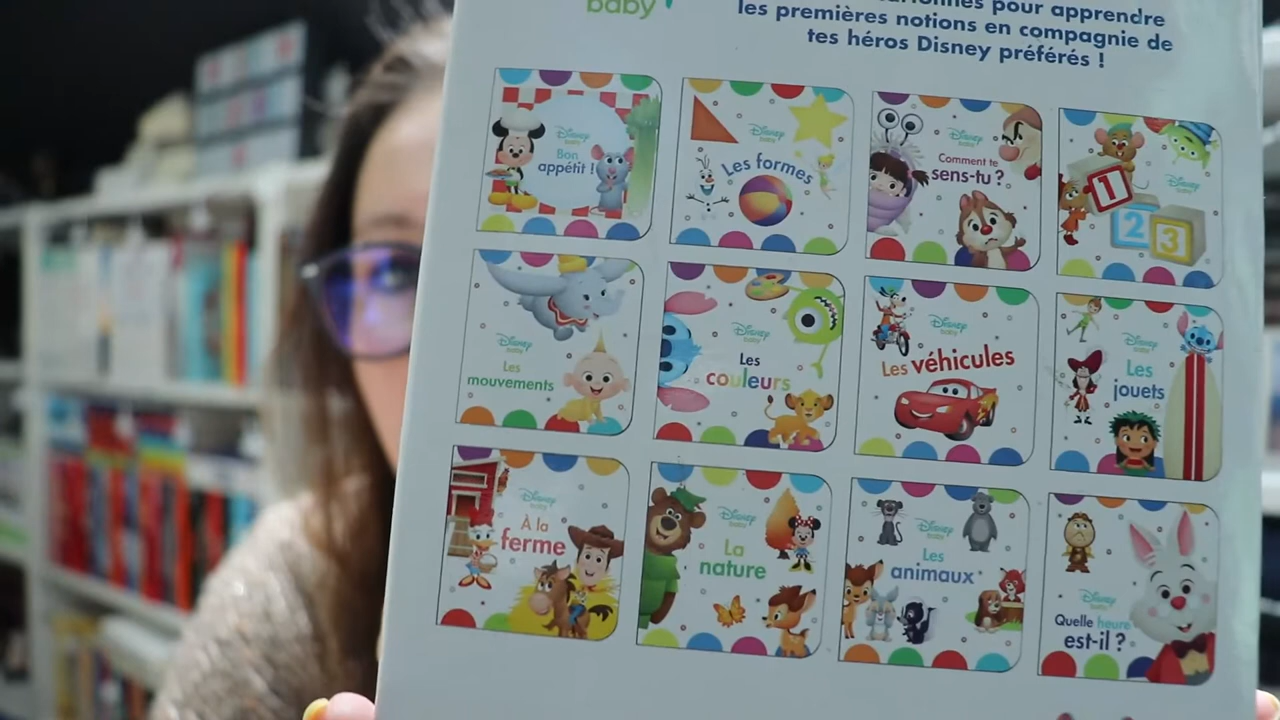 baby
pour apprendre
les premières notions en compagnie de
tes héros Disney préférés !
Disney
baby
Bon
appétit !
Disney
baby
Les formes
Disney
baby
Comment te
sens-tu ?
Disney
baby
1
2
3
Disney
baby
Les
mouvements
Disney
baby
Les
couleurs
Disney
baby
Les véhicules
Disney
baby
Les
jouets
Disney
baby
À la
ferme
Disney
baby
La
nature
Disney
baby
Les
animaux
Disney
baby
Quelle heure
est-il ?